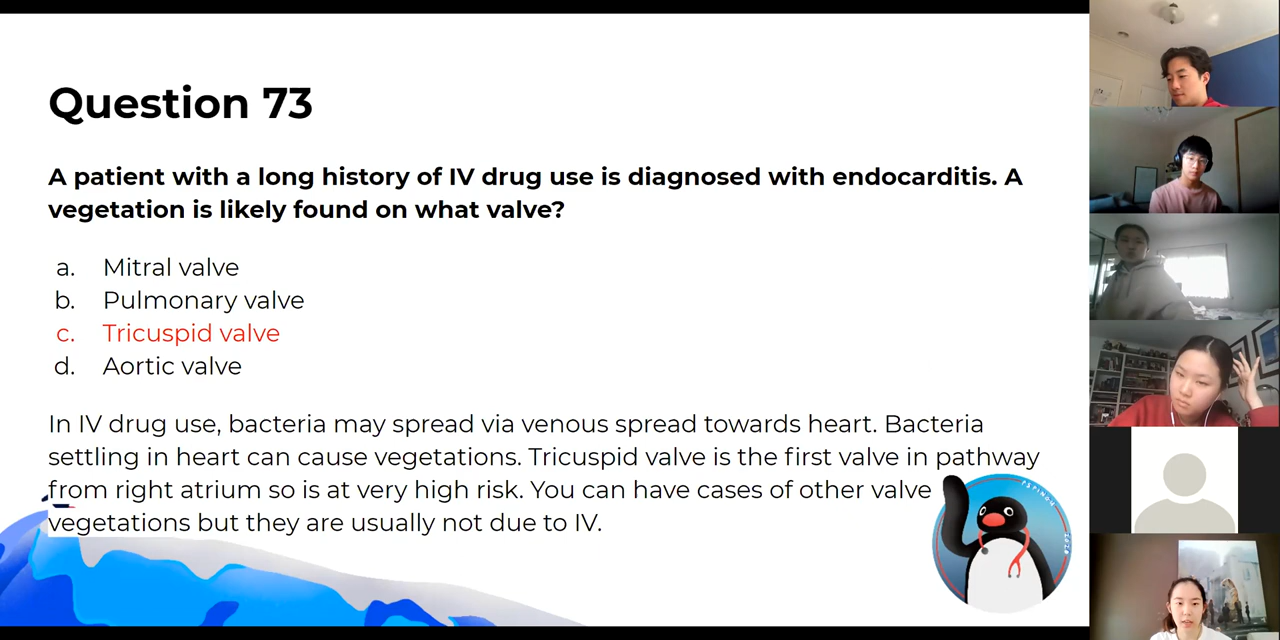 Question 73
A patient with a long history of IV drug use is diagnosed with endocarditis. A
vegetation is likely found on what valve?
a. Mitral valve
b. Pulmonary valve
c. Tricuspid valve
d. Aortic valve
In IV drug use, bacteria may spread via venous spread towards heart. Bacteria
settling in heart can cause vegetations. Tricuspid valve is the first valve in pathway
from right atrium so is at very high risk. You can have cases of other valve
vegetations but they are usually not due to IV.